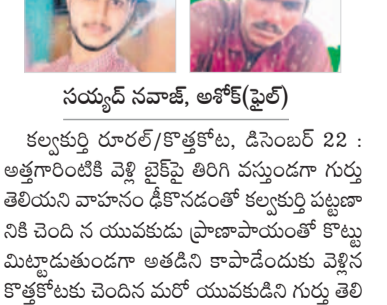 సయ్యద్ నవాజ్, అశోక్(ఫైల్)
కల్వకుర్తి రూరల్/కొత్తకోట, డిసెంబర్ 22 :
అత్తగారింటికి వెళ్లి బైక్‌పై తిరిగి వస్తుండగా గుర్తు
తెలియని వాహనం ఢీకొనడంతో కల్వకుర్తి పట్టణా
నికి చెంది న యువకుడు ప్రాణాపాయంతో కొట్టు
మిట్టాడుతుండగా అతడిని కాపాడేందుకు వెళ్లిన
కొత్తకోటకు చెందిన మరో యువకుడిని గుర్తు తెలి